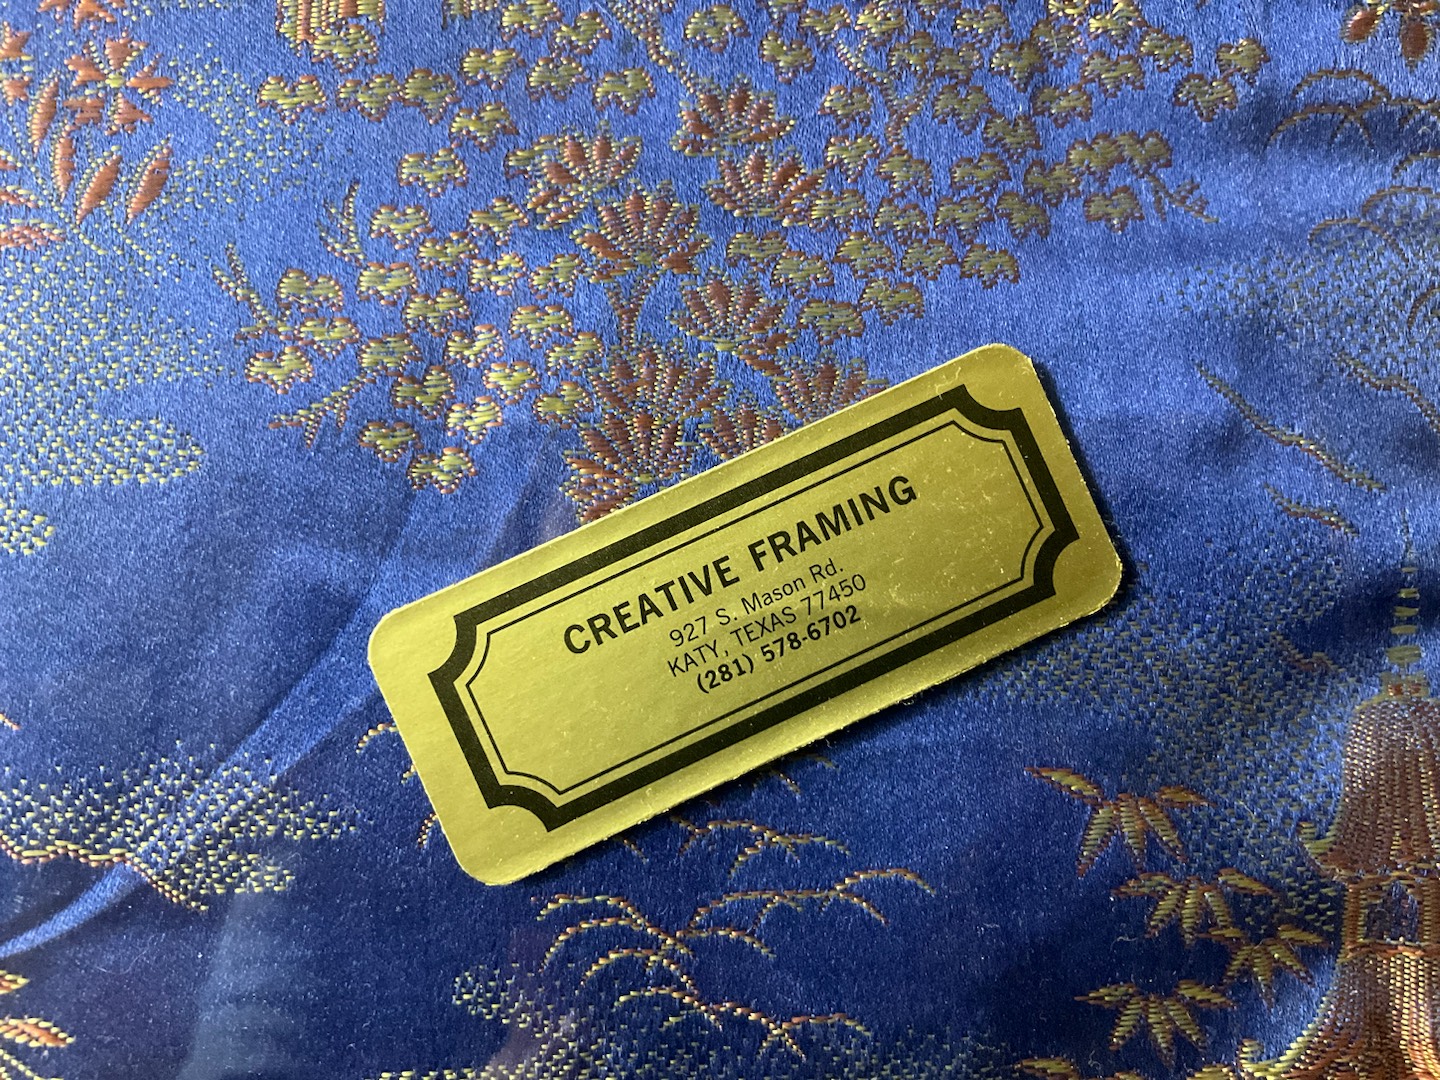 CREATIVE FRAMING
927 S. Mason Rd.
KATY, TEXAS 77450
(281) 578-6702